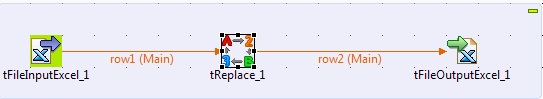 row1 (Main)
row2 (Main)
tFileInputExcel_1
tReplace_1
tFileOutputExcel_1